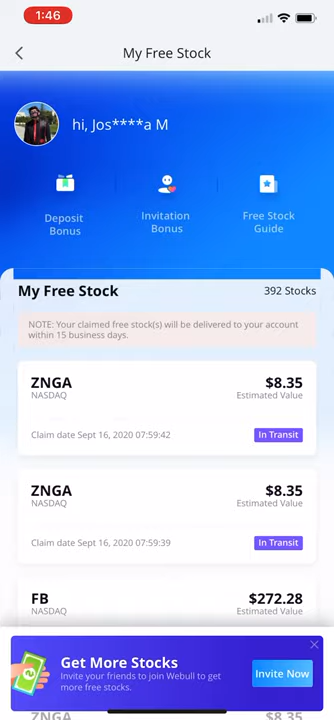 1:46
My Free Stock
hi, Jos****a M
Deposit Bonus
Invitation Bonus
Free Stock Guide
My Free Stock
392 Stocks
NOTE: Your claimed free stock(s) will be delivered to your account
within 15 business days.
ZNGA
$8.35
NASDAQ
Estimated Value
Claim date Sept 16, 2020 07:59:42
In Transit
ZNGA
$8.35
NASDAQ
Estimated Value
Claim date Sept 16, 2020 07:59:39
In Transit
FB
$272.28
NASDAQ
Estimated Value
Get More Stocks
Invite your friends to join Webull to get
more free stocks.
Invite Now
ZNGA
$8.35